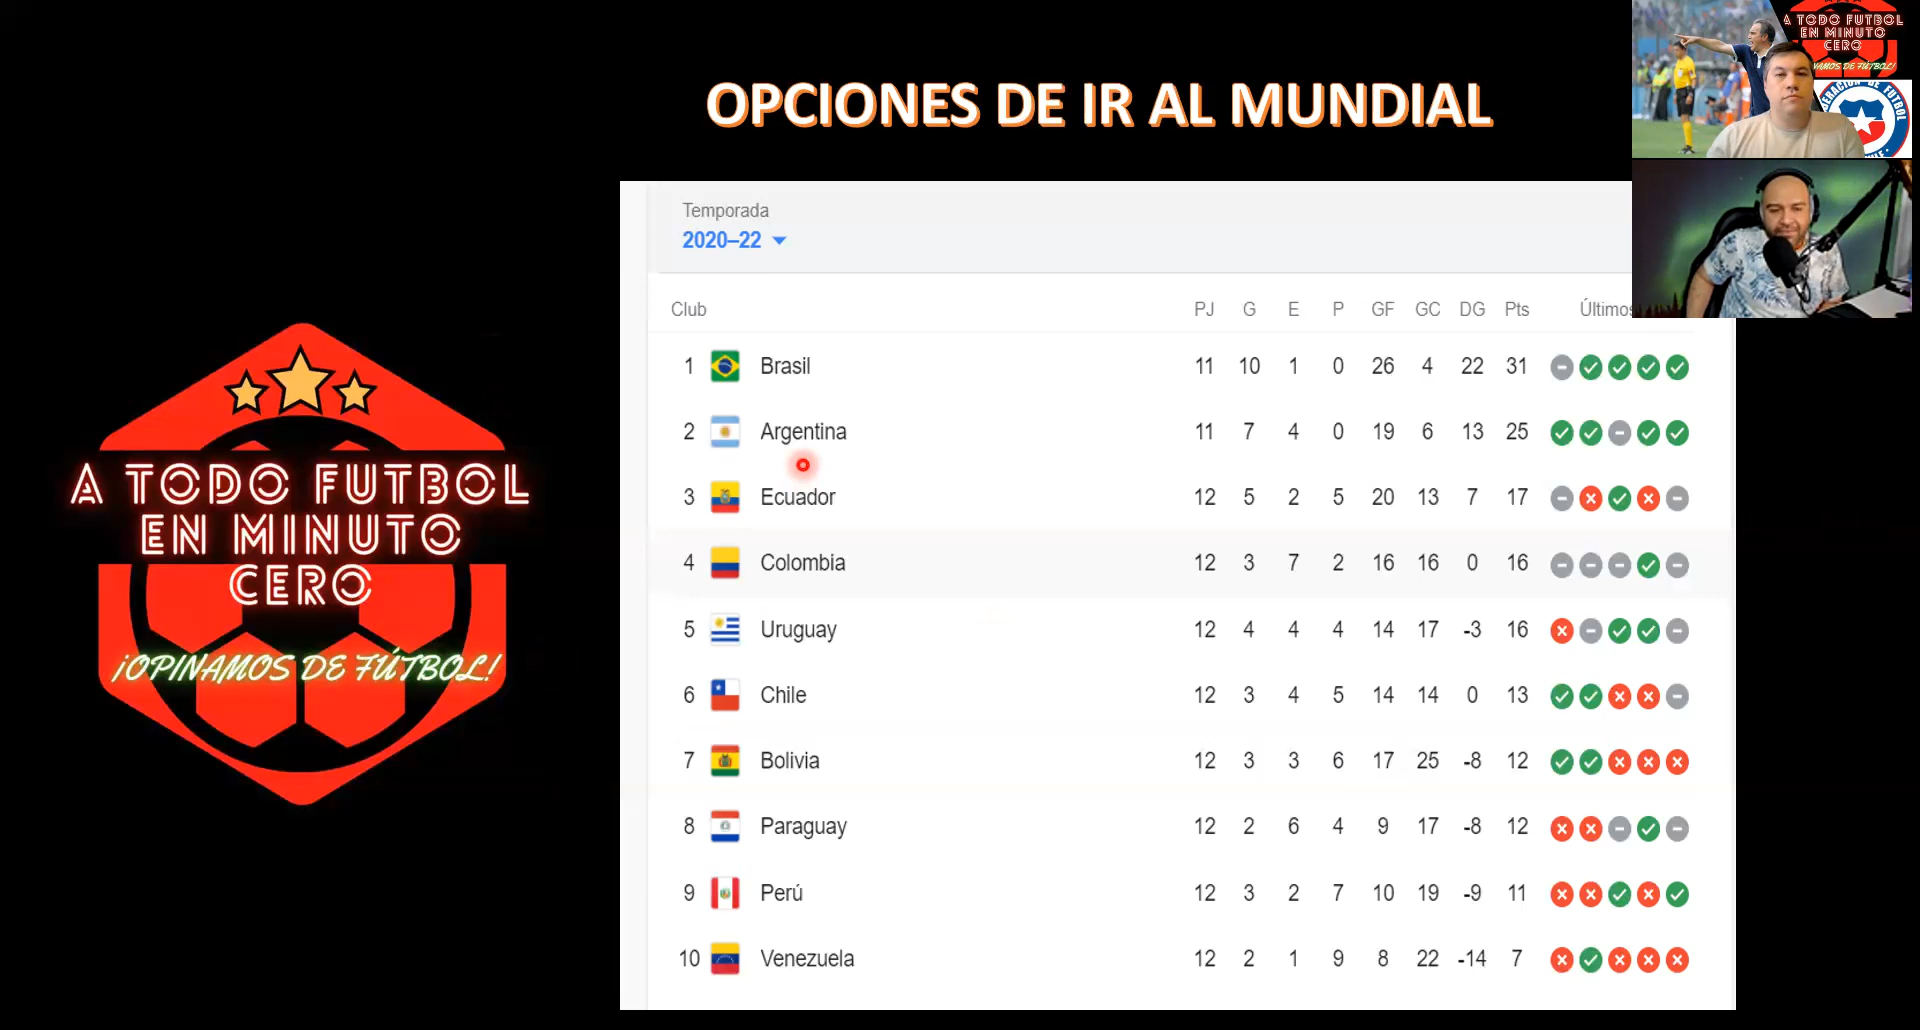 OPCIONES DE IR AL MUNDIAL
A TODO FUTBOL
EN MINUTO
CERO
¡OPINAMOS DE FÚTBOL!
Temporada
2020–22
Club PJ G E P GF GC DG Pts Últimos
1 Brasil 11 10 1 0 26 4 22 31
2 Argentina 11 7 4 0 19 6 13 25
3 Ecuador 12 5 2 5 20 13 7 17
4 Colombia 12 3 7 2 16 16 0 16
5 Uruguay 12 4 4 4 14 17 -3 16
6 Chile 12 3 4 5 14 14 0 13
7 Bolivia 12 3 3 6 17 25 -8 12
8 Paraguay 12 2 6 4 9 17 -8 12
9 Perú 12 3 2 7 10 19 -9 11
10 Venezuela 12 2 1 9 8 22 -14 7
A TODO FUTBOL
EN MINUTO
CERO